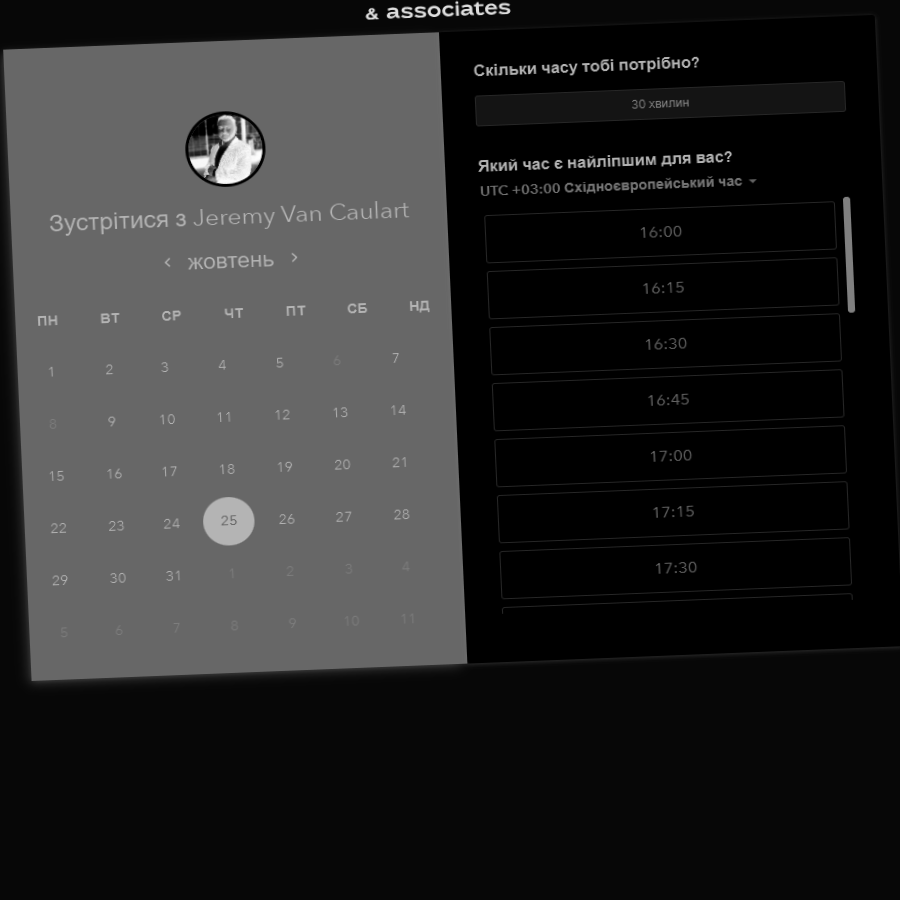 & associates
Зустрітися з Jeremy Van Caulart
жовтень
ПН ВТ СР ЧТ ПТ СБ НД
1 2 3 4 5 6 7
8 9 10 11 12 13 14
15 16 17 18 19 20 21
22 23 24 25 26 27 28
29 30 31 1 2 3 4
5 6 7 8 9 10 11
Скільки часу тобі потрібно?
30 хвилин
Який час є найліпшим для вас?
UTC +03:00 Східноєвропейський час
16:00
16:15
16:30
16:45
17:00
17:15
17:30